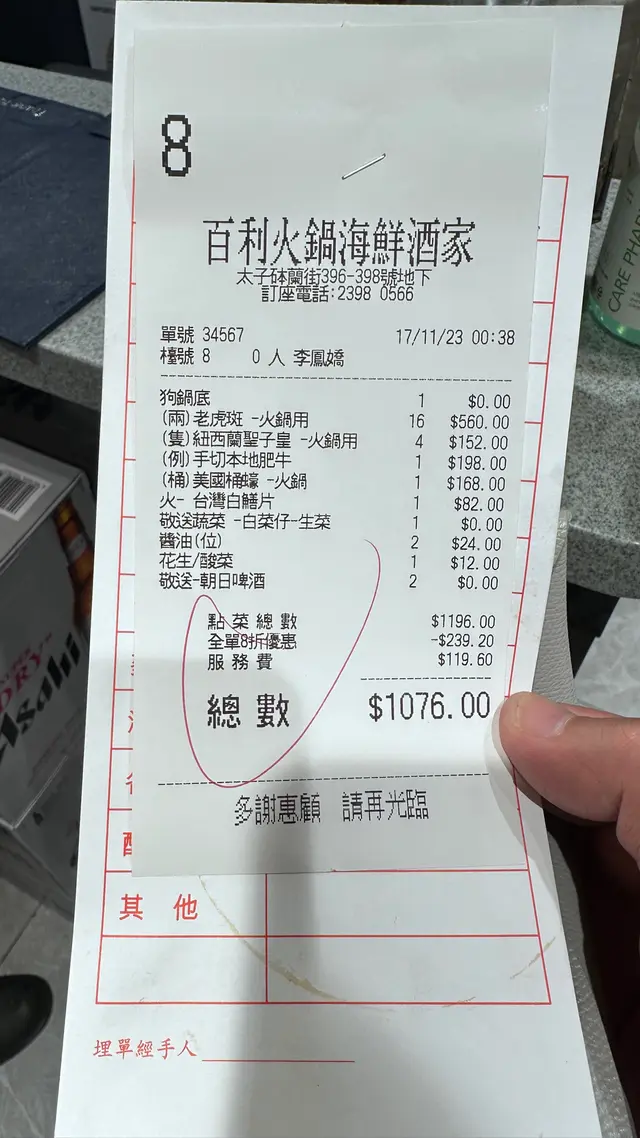 8
百利火鍋海鮮酒家
太子砵蘭街396-398號地下
訂座電話:2398 0566
單號 34567 17/11/23 00:38
檯號 8 0 人 李鳳嬌
狗鍋底 1 $0.00
(兩)老虎斑 -火鍋用 16 $560.00
(隻)紐西蘭聖子皇 -火鍋用 4 $152.00
(例)手切本地肥牛 1 $198.00
(桶)美國桶蠔 -火鍋 1 $168.00
火- 台灣白鱔片 1 $82.00
敬送蔬菜 -白菜仔-生菜 1 $0.00
醬油(位) 2 $24.00
花生/酸菜 1 $12.00
敬送-朝日啤酒 2 $0.00
點菜總數 $1196.00
全單8折優惠 -$239.20
服務費 $119.60
總數 $1076.00
多謝惠顧 請再光臨
其他
埋單經手人
CARE PHA
Asahi
DRY